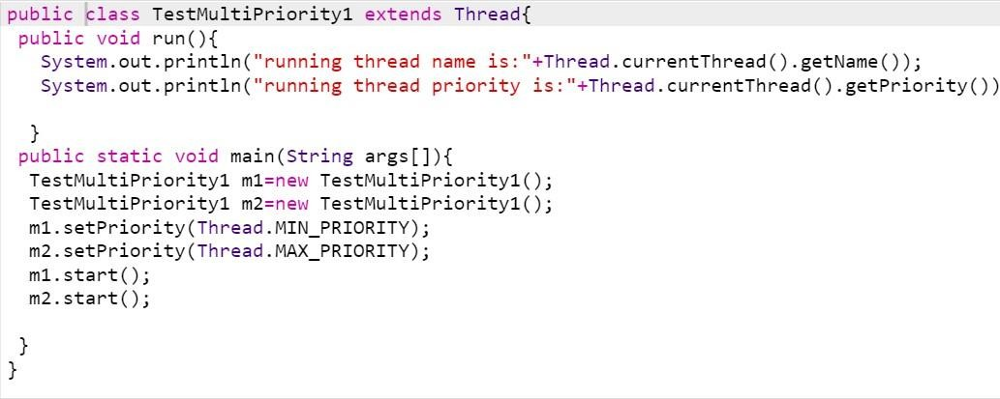 public class TestMultiPriority1 extends Thread{
public void run(){
System.out.println("running thread name is:"+Thread.currentThread().getName());
System.out.println("running thread priority is:"+Thread.currentThread().getPriority())
}
public static void main(String args[]){
TestMultiPriority1 m1=new TestMultiPriority1();
TestMultiPriority1 m2=new TestMultiPriority1();
m1.setPriority(Thread.MIN_PRIORITY);
m2.setPriority(Thread.MAX_PRIORITY);
m1.start();
m2.start();
}
}